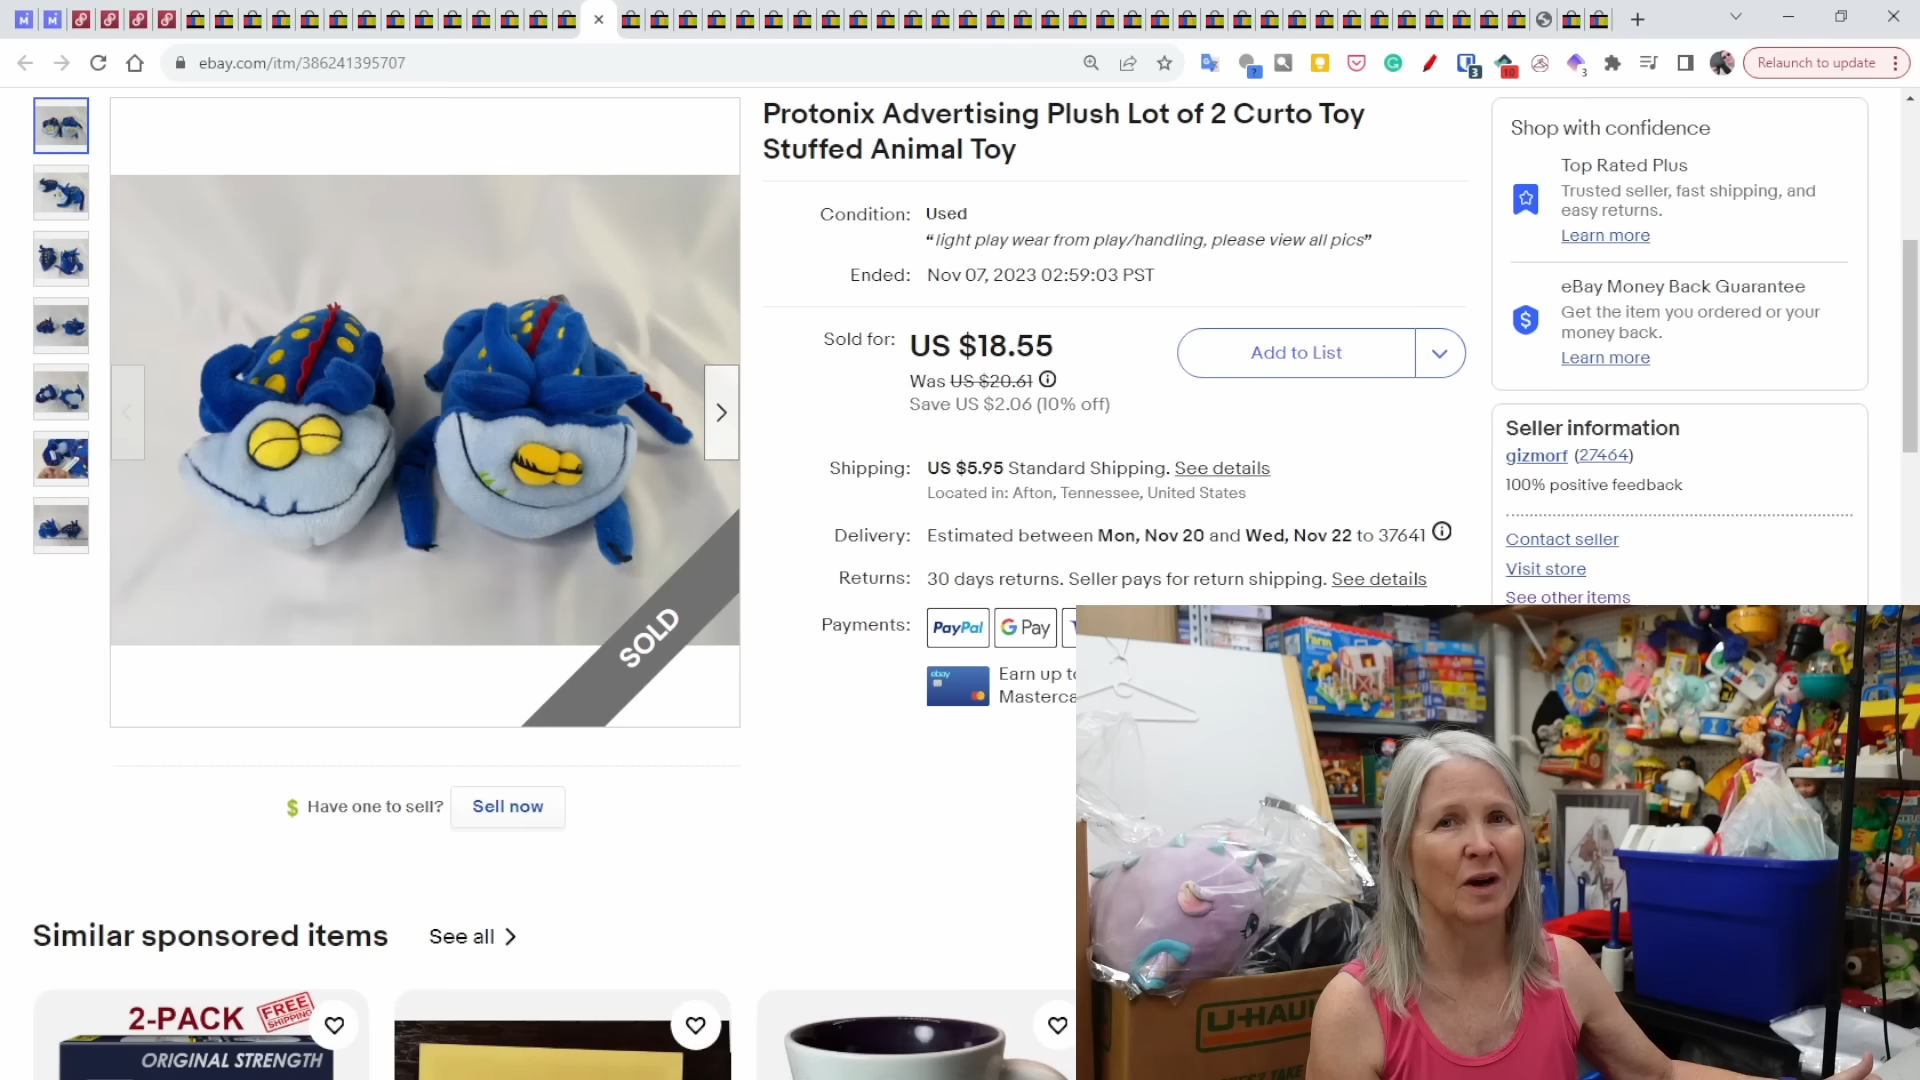 ebay.com/itm/386241395707
Relaunch to update
Protonix Advertising Plush Lot of 2 Curto Toy
Stuffed Animal Toy
Condition: Used
“light play wear from play/handling, please view all pics”
Ended: Nov 07, 2023 02:59:03 PST
Sold for: US $18.55
Was US $20.61
Save US $2.06 (10% off)
Add to List
Shipping: US $5.95 Standard Shipping. See details
Located in: Afton, Tennessee, United States
Delivery: Estimated between Mon, Nov 20 and Wed, Nov 22 to 37641
Returns: 30 days returns. Seller pays for return shipping. See details
Payments: PayPal G Pay
ebay
Earn up to
Masterca
SOLD
Shop with confidence
Top Rated Plus
Trusted seller, fast shipping, and
easy returns.
Learn more
eBay Money Back Guarantee
Get the item you ordered or your
money back.
Learn more
Seller information
gizmorf (27464)
100% positive feedback
Contact seller
Visit store
See other items
Have one to sell? Sell now
Similar sponsored items See all
2-PACK FREE
SHIPPING
ORIGINAL STRENGTH
U-HAU